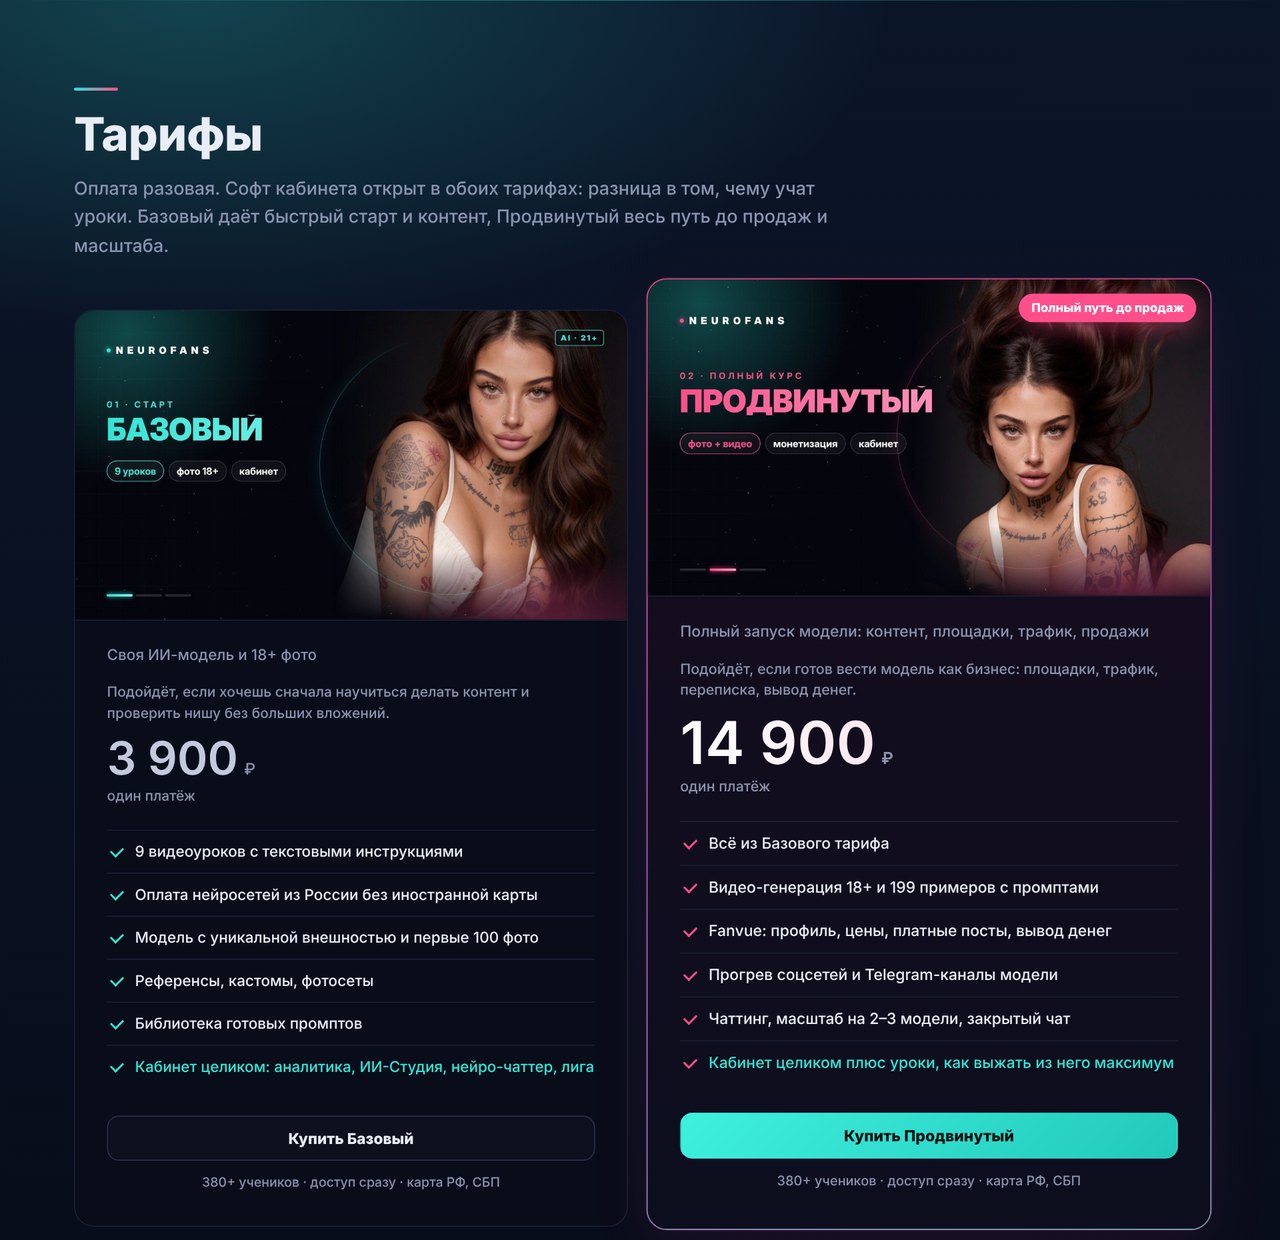 Тарифы
Оплата разовая. Софт кабинета открыт в обоих тарифах: разница в том, чему учат
уроки. Базовый даёт быстрый старт и контент, Продвинутый весь путь до продаж и
масштаба.
NEUROFANS
AI · 21+
01 · СТАРТ
БАЗОВЫЙ
9 уроков
фото 18+
кабинет
Своя ИИ-модель и 18+ фото
Подойдёт, если хочешь сначала научиться делать контент и
проверить нишу без больших вложений.
3 900 ₽
один платёж
9 видеоуроков с текстовыми инструкциями
Оплата нейросетей из России без иностранной карты
Модель с уникальной внешностью и первые 100 фото
Референсы, кастомы, фотосеты
Библиотека готовых промптов
Кабинет целиком: аналитика, ИИ-Студия, нейро-чаттер, лига
Купить Базовый
380+ учеников · доступ сразу · карта РФ, СБП
Полный путь до продаж
NEUROFANS
02 · ПОЛНЫЙ КУРС
ПРОДВИНУТЫЙ
фото + видео
монетизация
кабинет
Полный запуск модели: контент, площадки, трафик, продажи
Подойдёт, если готов вести модель как бизнес: площадки, трафик,
переписка, вывод денег.
14 900 ₽
один платёж
Всё из Базового тарифа
Видео-генерация 18+ и 199 примеров с промптами
Fanvue: профиль, цены, платные посты, вывод денег
Прогрев соцсетей и Telegram-каналы модели
Чаттинг, масштаб на 2–3 модели, закрытый чат
Кабинет целиком плюс уроки, как выжать из него максимум
Купить Продвинутый
380+ учеников · доступ сразу · карта РФ, СБП